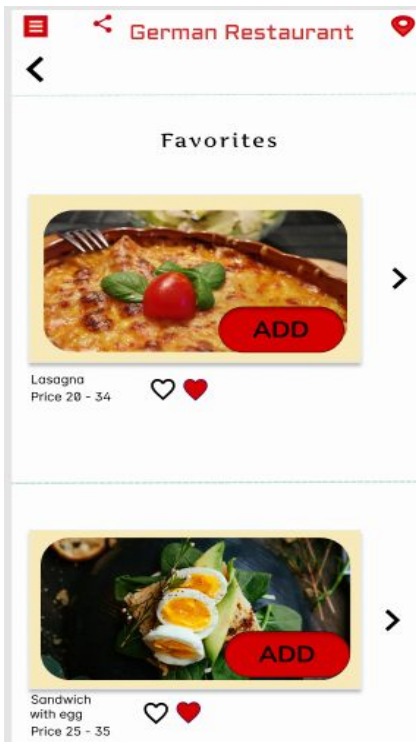 German Restaurant
Favorites
ADD
Lasagna
Price 20 - 34
ADD
Sandwich
with egg
Price 25 - 35